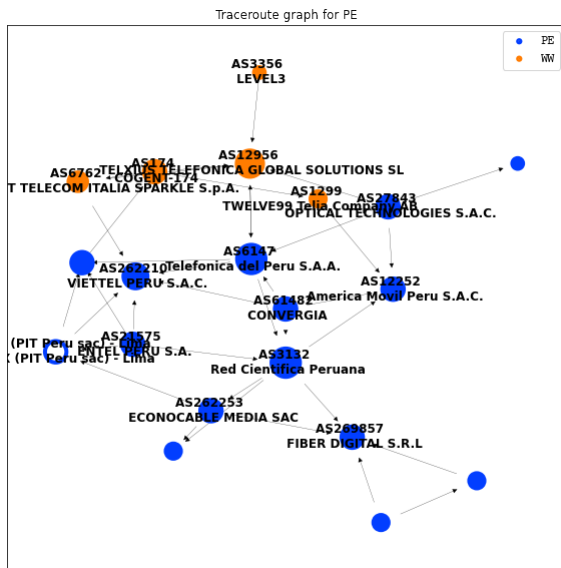 Traceroute graph for PE
PE
WW
AS3356
LEVEL3
AS12956
TELXIUS TELEFONICA GLOBAL SOLUTIONS SL
AS174
COGENT-174
AS6762
T TELECOM ITALIA SPARKLE S.p.A.
AS1299
TWELVE99 Telia Company AB
AS27843
OPTICAL TECHNOLOGIES S.A.C.
AS6147
Telefonica del Peru S.A.A.
AS262210
VIETTEL PERU S.A.C.
AS12252
America Movil Peru S.A.C.
AS61482
CONVERGIA
AS21575
ENTEL PERU S.A.
(PIT Peru sac) - Lima
(PIT Peru sac) - Lima
AS3132
Red Cientifica Peruana
AS262253
ECONOCABLE MEDIA SAC
AS269857
FIBER DIGITAL S.R.L